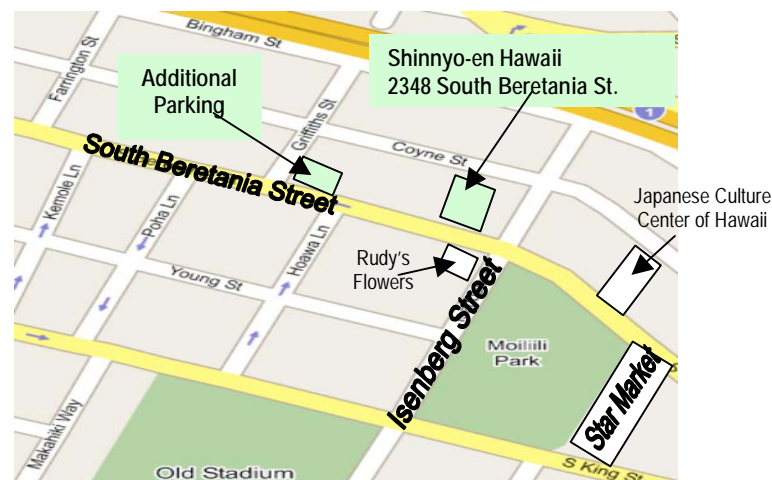 Bingham St
Farrington St
Additional
Parking
Shinnyo-en Hawaii
2348 South Beretania St.
1
Griffiths St
Coyne St
South Beretania Street
Kemole Ln
Poha Ln
Hoawa Ln
Japanese Culture
Center of Hawaii
Rudy's
Flowers
Young St
Isenberg Street
Moiliili
Park
Star Market
Makahiki Way
Old Stadium
S King St